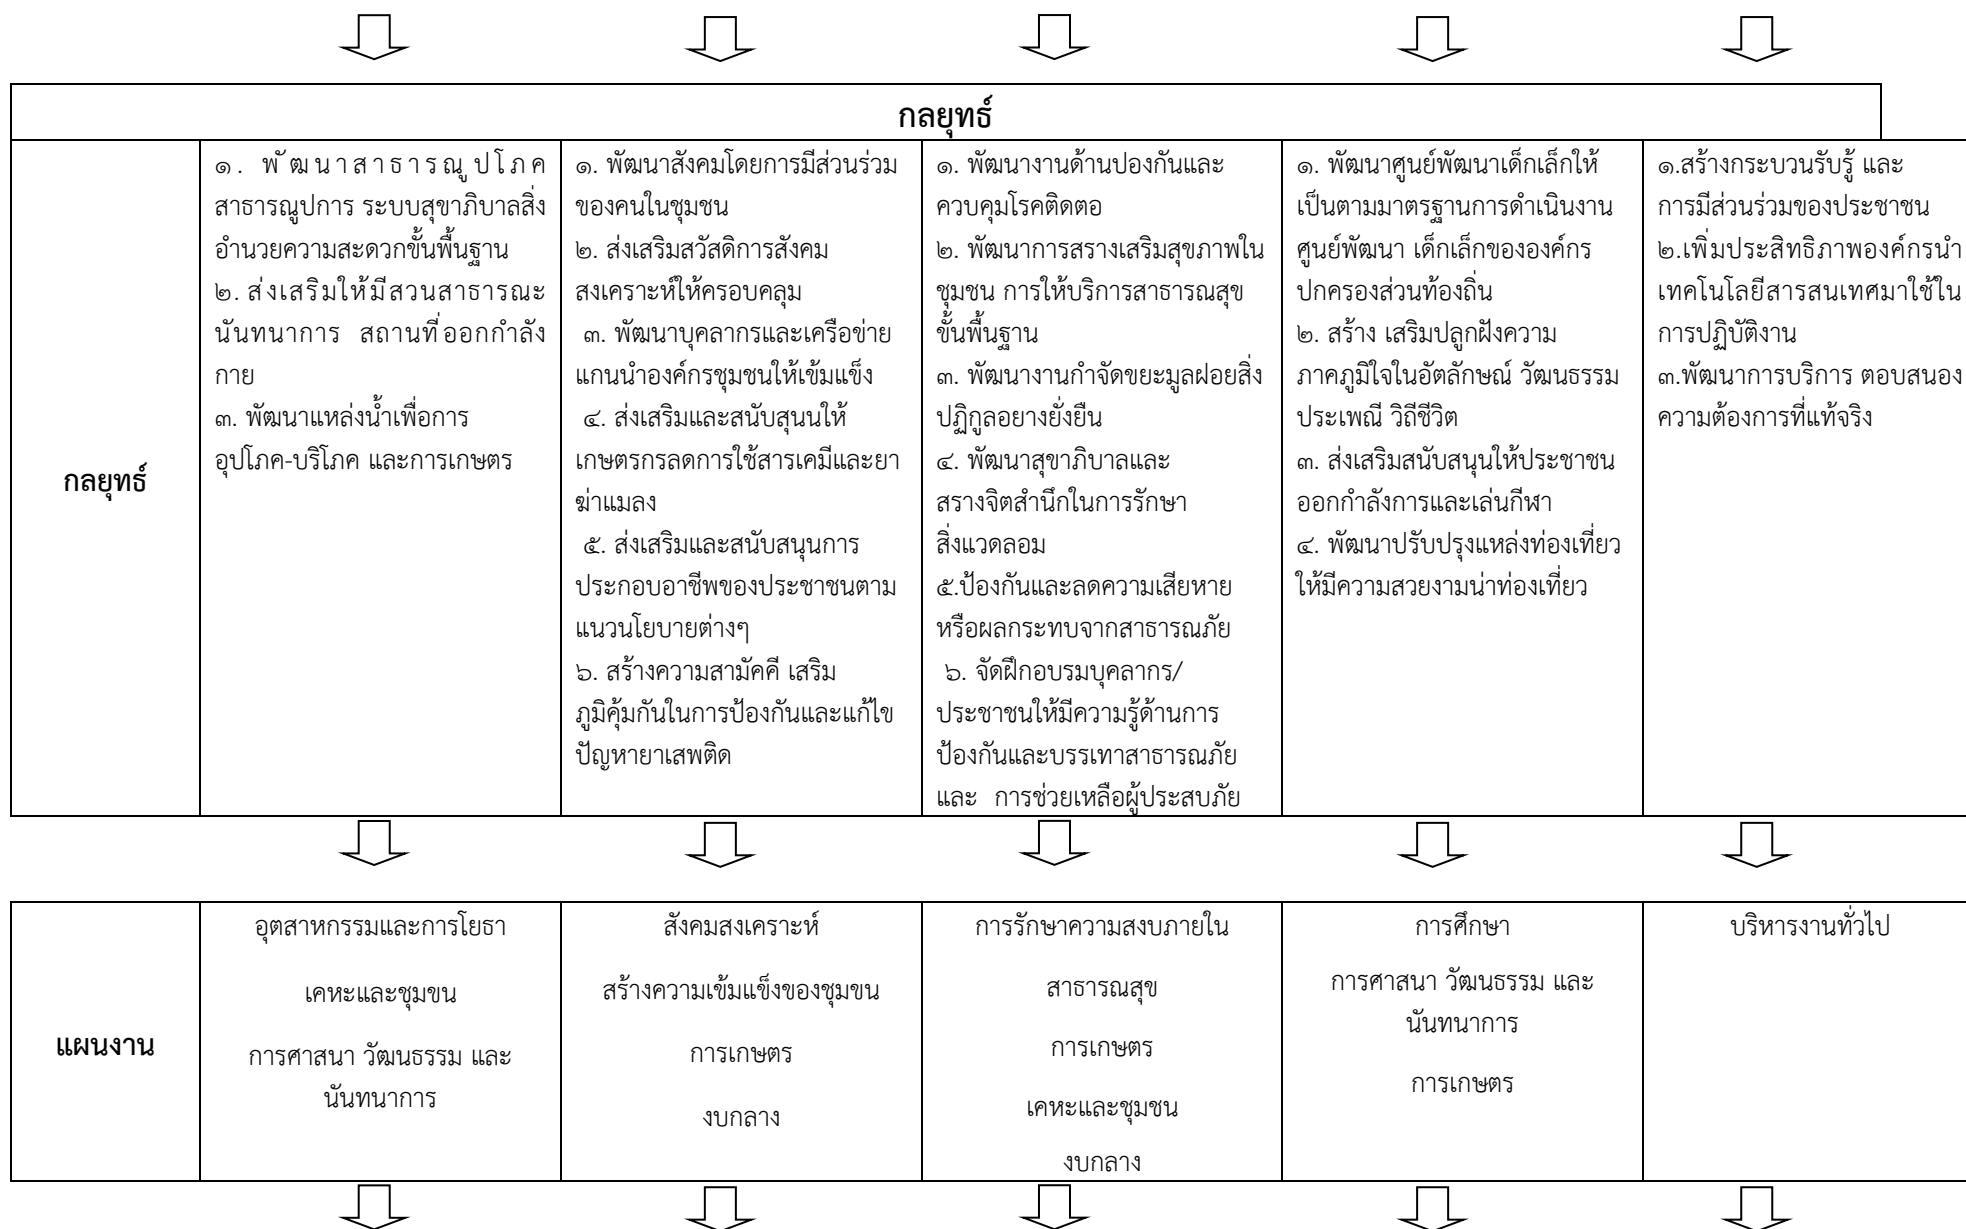 กลยุทธ์
กลยุทธ์
๑. พัฒนาสาธารณูปโภค
สาธารณูปการ ระบบสุขาภิบาลสิ่ง
อำนวยความสะดวกขั้นพื้นฐาน
๒. ส่งเสริมให้มีสวนสาธารณะ
นันทนาการ สถานที่ออกกำลัง
กาย
๓. พัฒนาแหล่งน้ำเพื่อการ
อุปโภค-บริโภค และการเกษตร
๑. พัฒนาสังคมโดยการมีส่วนร่วม
ของคนในชุมชน
๒. ส่งเสริมสวัสดิการสังคม
สงเคราะห์ให้ครอบคลุม
๓. พัฒนาบุคลากรและเครือข่าย
แกนนำองค์กรชุมชนให้เข้มแข็ง
๔. ส่งเสริมและสนับสุนนให้
เกษตรกรลดการใช้สารเคมีและยา
ฆ่าแมลง
๕. ส่งเสริมและสนับสนุนการ
ประกอบอาชีพของประชาชนตาม
แนวนโยบายต่างๆ
๖. สร้างความสามัคคี เสริม
ภูมิคุ้มกันในการป้องกันและแก้ไข
ปัญหายาเสพติด
๑. พัฒนางานด้านปองกันและ
ควบคุมโรคติดตอ
๒. พัฒนาการสรางเสริมสุขภาพใน
ชุมชน การให้บริการสาธารณสุข
ขั้นพื้นฐาน
๓. พัฒนางานกำจัดขยะมูลฝอยสิ่ง
ปฏิกูลอย่างยั่งยืน
๔. พัฒนาสุขาภิบาลและ
สรางจิตสำนึกในการรักษา
สิ่งแวดลอม
๕.ป้องกันและลดความเสียหาย
หรือผลกระทบจากสาธารณภัย
๖. จัดฝึกอบรมบุคลากร/
ประชาชนให้มีความรู้ด้านการ
ป้องกันและบรรเทาสาธารณภัย
และ การช่วยเหลือผู้ประสบภัย
๑. พัฒนาศูนย์พัฒนาเด็กเล็กให้
เป็นตามมาตรฐานการดำเนินงาน
ศูนย์พัฒนา เด็กเล็กขององค์กร
ปกครองส่วนท้องถิ่น
๒. สร้าง เสริมปลูกฝังความ
ภาคภูมิใจในอัตลักษณ์ วัฒนธรรม
ประเพณี วิถีชีวิต
๓. ส่งเสริมสนับสนุนให้ประชาชน
ออกกำลังการและเล่นกีฬา
๔. พัฒนาปรับปรุงแหล่งท่องเที่ยว
ให้มีความสวยงามน่าท่องเที่ยว
๑.สร้างกระบวนรับรู้ และ
การมีส่วนร่วมของประชาชน
๒.เพิ่มประสิทธิภาพองค์กรนำ
เทคโนโลยีสารสนเทศมาใช้ใน
การปฏิบัติงาน
๓.พัฒนาการบริการ ตอบสนอง
ความต้องการที่แท้จริง
แผนงาน
อุตสาหกรรมและการโยธา
เคหะและชุมขน
การศาสนา วัฒนธรรม และ
นันทนาการ
สังคมสงเคราะห์
สร้างความเข้มแข็งของชุมขน
การเกษตร
งบกลาง
การรักษาความสงบภายใน
สาธารณสุข
การเกษตร
เคหะและชุมชน
งบกลาง
การศึกษา
การศาสนา วัฒนธรรม และ
นันทนาการ
การเกษตร
บริหารงานทั่วไป